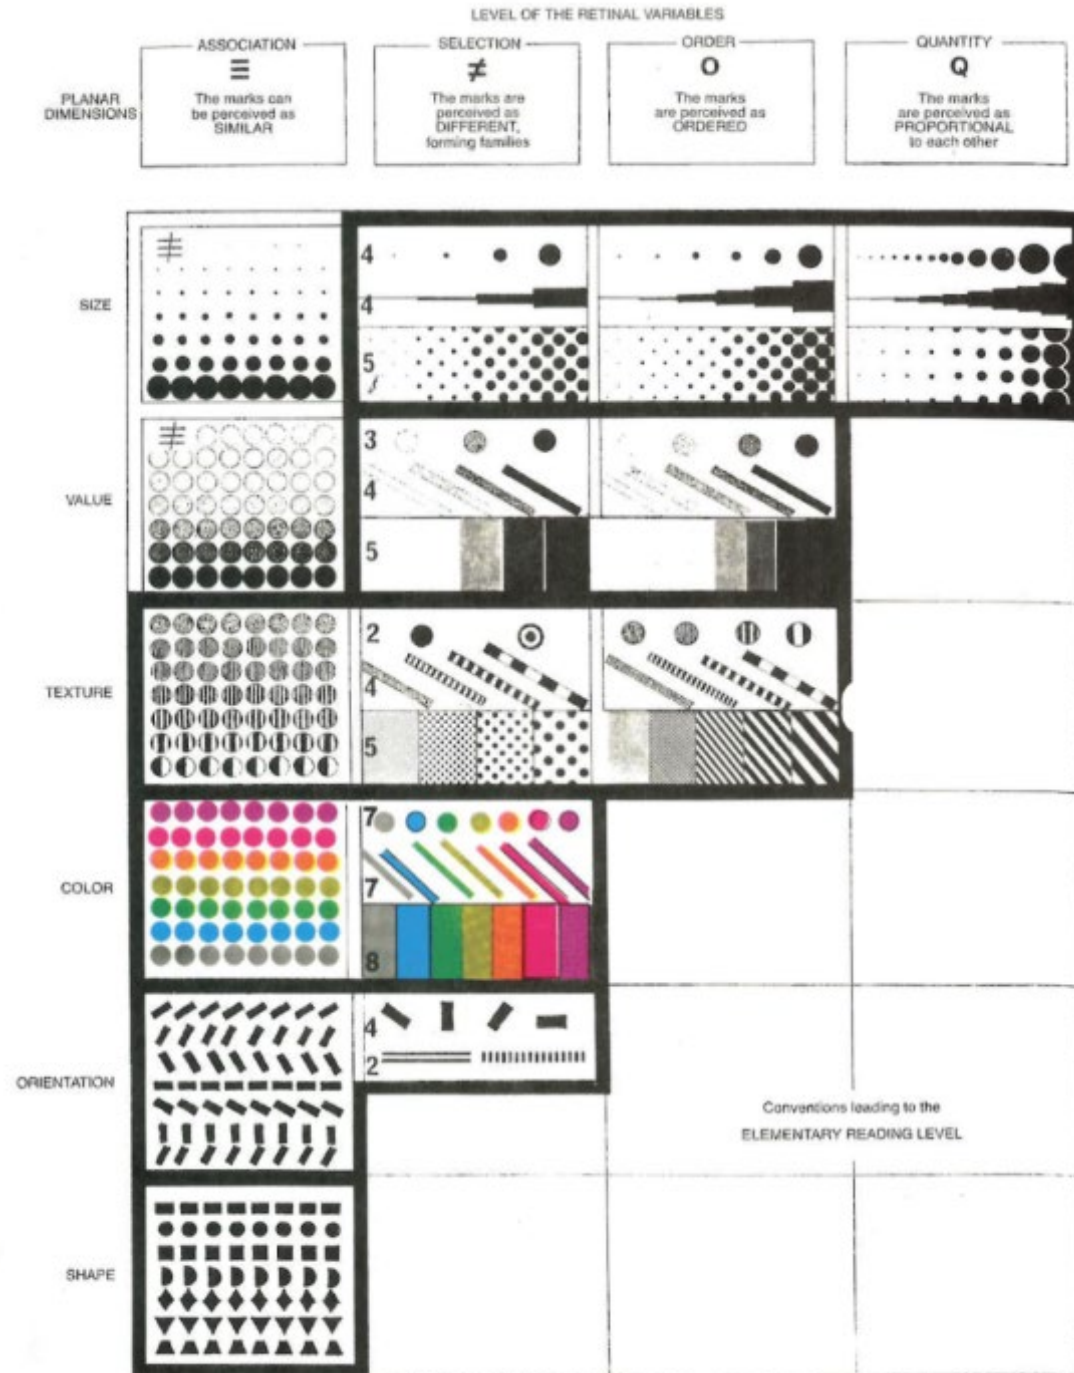 LEVEL OF THE RETINAL VARIABLES
PLANAR
DIMENSIONS
ASSOCIATION
≡
The marks can
be perceived as
SIMILAR
SELECTION
≠
The marks are
perceived as
DIFFERENT,
forming families
ORDER
O
The marks
are perceived as
ORDERED
QUANTITY
Q
The marks
are perceived as
PROPORTIONAL
to each other
SIZE
≢
4
4
5
VALUE
≢
3
4
5
TEXTURE
2
4
5
COLOR
7
7
8
ORIENTATION
4
2
Conventions leading to the
ELEMENTARY READING LEVEL
SHAPE